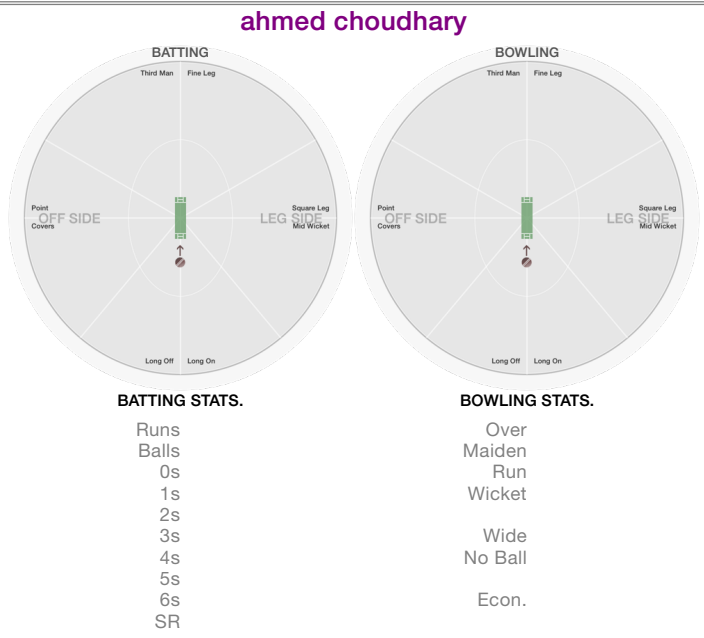 ahmed choudhary
BATTING
Third Man Fine Leg
Point
OFF SIDE
Covers
Square Leg
LEG SIDE
Mid Wicket
Long Off Long On
BOWLING
Third Man Fine Leg
Point
OFF SIDE
Covers
Square Leg
LEG SIDE
Mid Wicket
Long Off Long On
BATTING STATS.
Runs
Balls
0s
1s
2s
3s
4s
5s
6s
SR
BOWLING STATS.
Over
Maiden
Run
Wicket
Wide
No Ball
Econ.